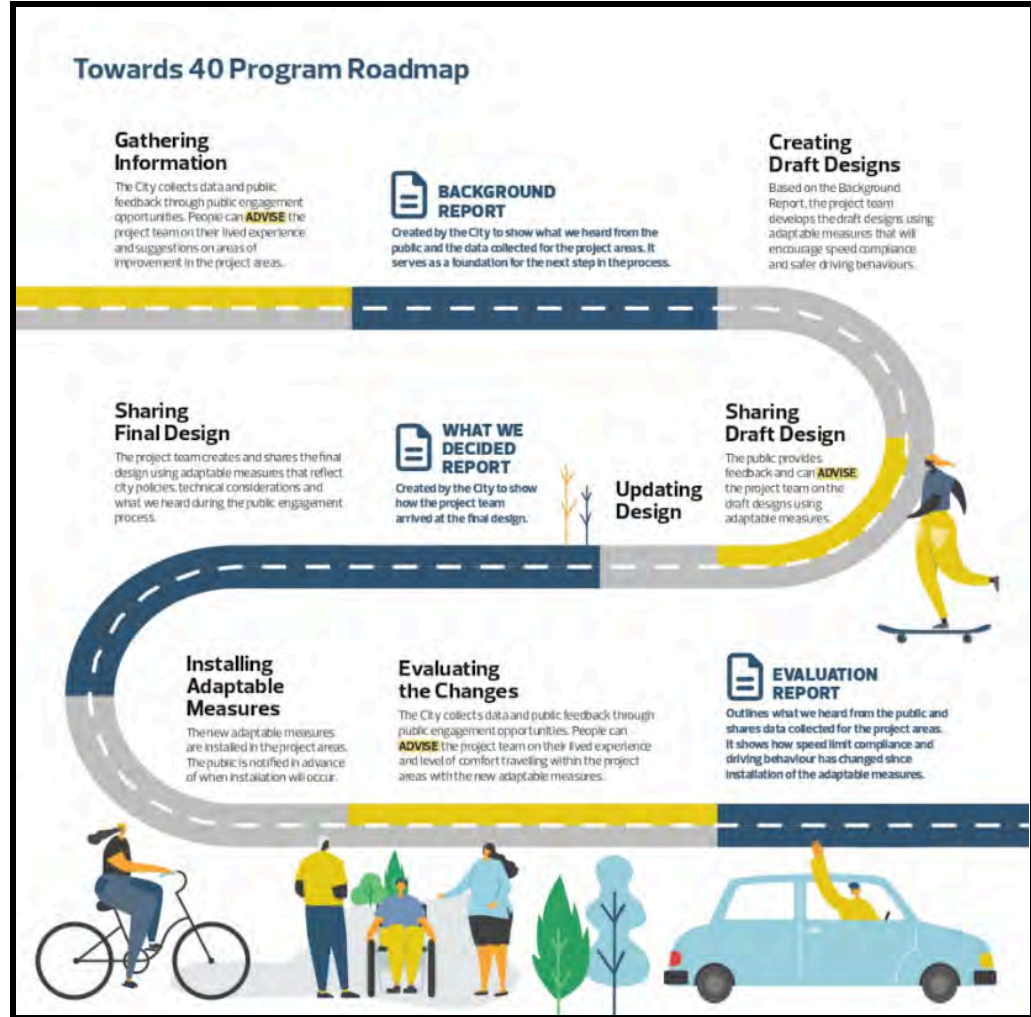 Towards 40 Program Roadmap
Gathering
Information
The City collects data and public
feedback through public engagement
opportunities. People can ADVISE the
project team on their lived experience
and suggestions on areas of
improvement in the project areas.
BACKGROUND
REPORT
Created by the City to show what we heard from the
public and the data collected for the project areas. It
serves as a foundation for the next step in the process.
Creating
Draft Designs
Based on the Background
Report, the project team
develops the draft designs using
adaptable measures that will
encourage speed compliance
and safer driving behaviours.
Sharing
Draft Design
The public provides
feedback and can ADVISE
the project team on the
draft designs using
adaptable measures.
Updating
Design
WHAT WE
DECIDED
REPORT
Created by the City to show
how the project team
arrived at the final design.
Sharing
Final Design
The project team creates and shares the final
design using adaptable measures that reflect
city policies, technical considerations and
what we heard during the public engagement
process.
Installing
Adaptable
Measures
The new adaptable measures
are installed in the project areas.
The public is notified in advance
of when installation will occur.
Evaluating
the Changes
The City collects data and public feedback through
public engagement opportunities. People can
ADVISE the project team on their lived experience
and level of comfort travelling within the project
areas with the new adaptable measures.
EVALUATION
REPORT
Outlines what we heard from the public and
shares data collected for the project areas.
It shows how speed limit compliance and
driving behaviour has changed since
installation of the adaptable measures.